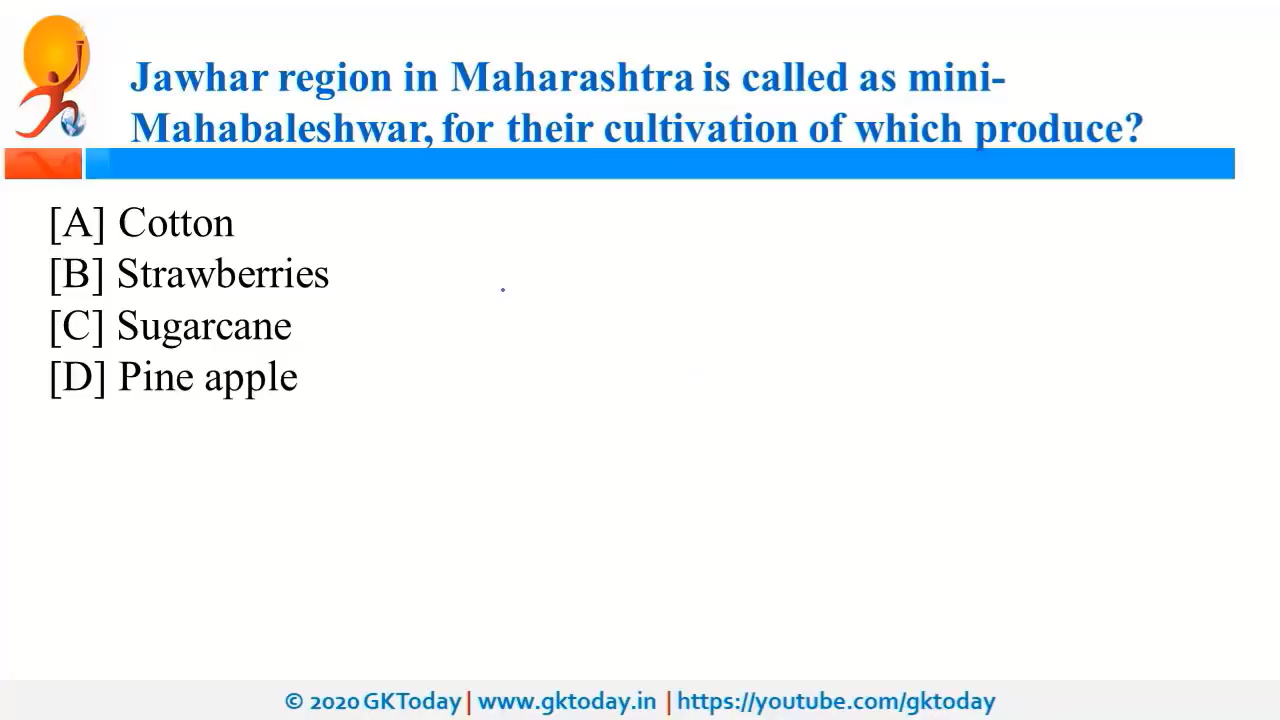 Jawhar region in Maharashtra is called as mini-
Mahabaleshwar, for their cultivation of which produce?
[A] Cotton
[B] Strawberries
[C] Sugarcane
[D] Pine apple
© 2020 GKToday | www.gktoday.in | https://youtube.com/gktoday